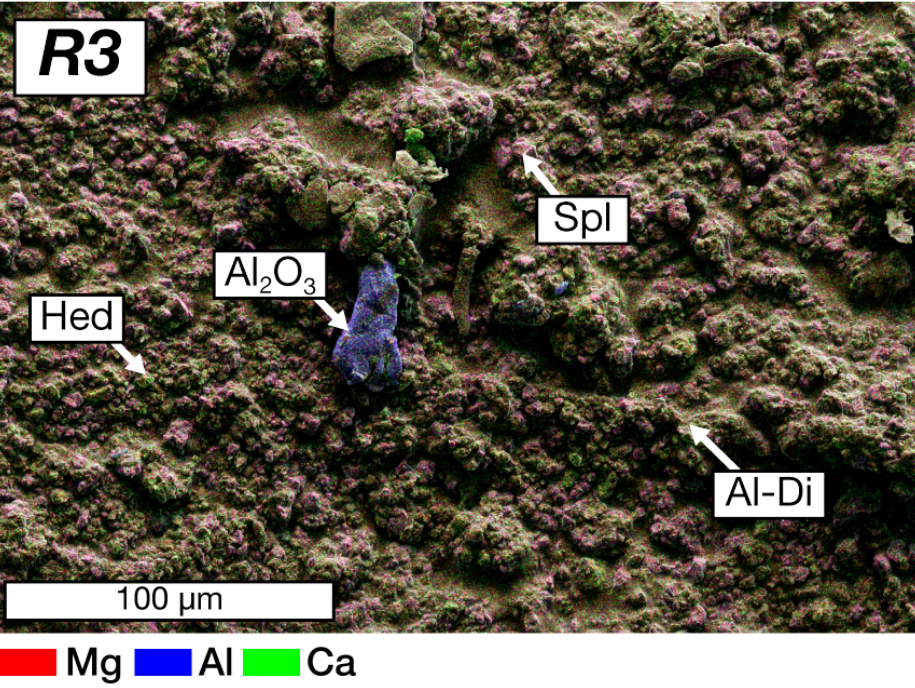 R3
Spl
Al₂O₃
Hed
Al-Di
100 µm
Mg Al Ca